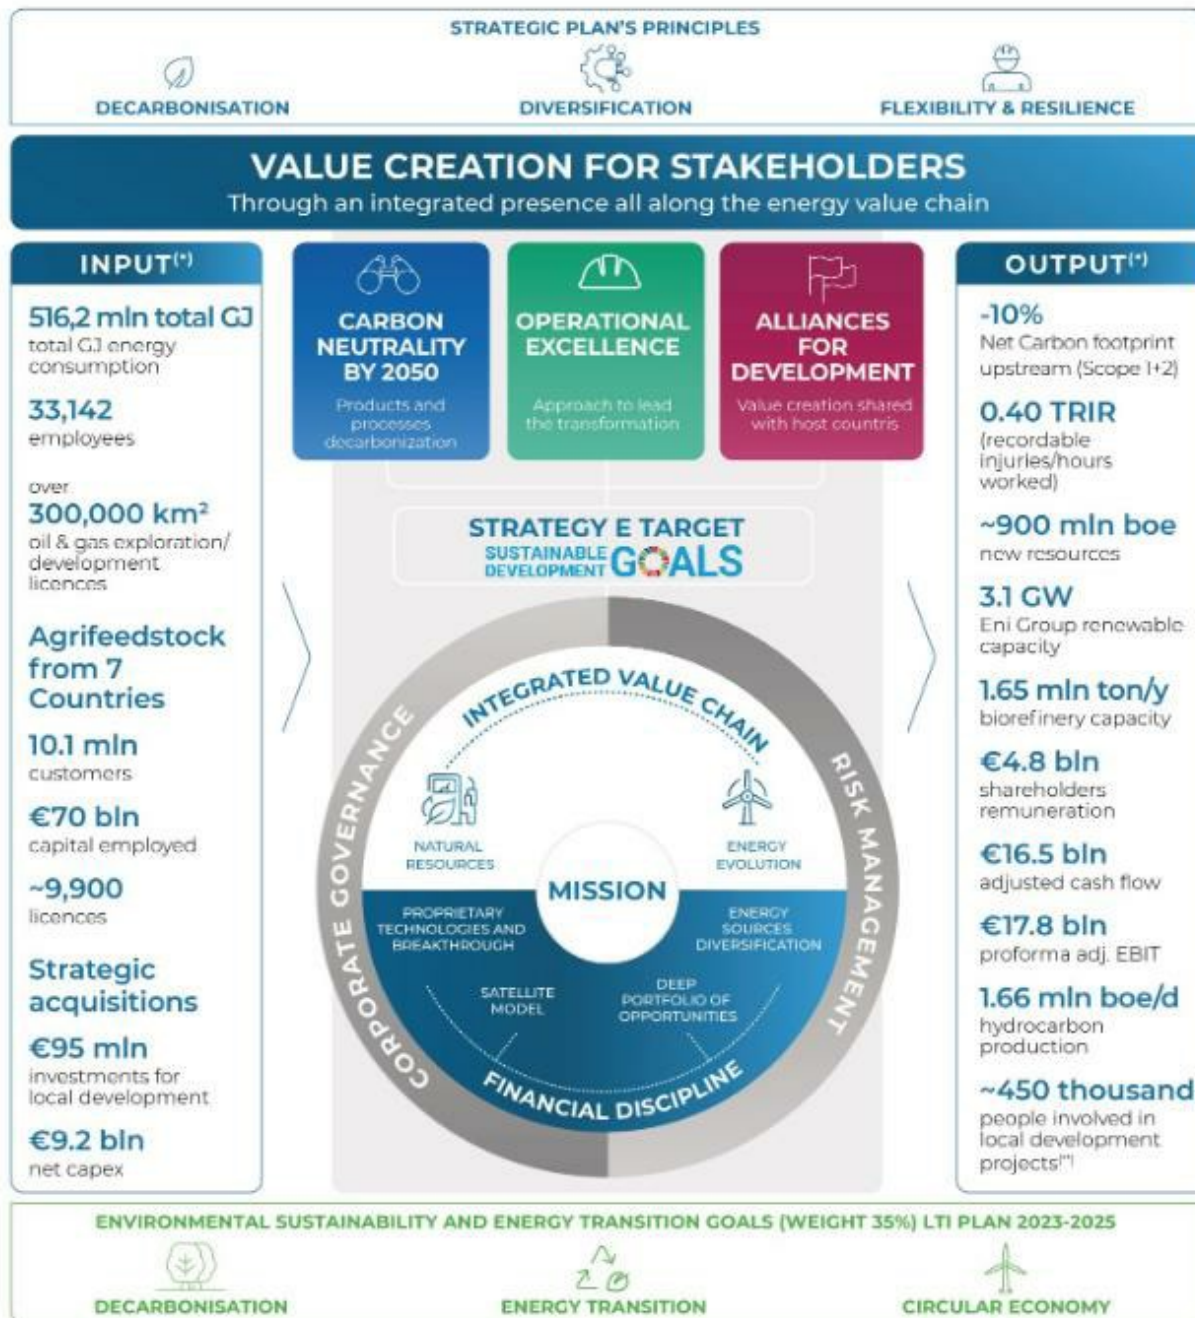 STRATEGIC PLAN'S PRINCIPLES
DECARBONISATION
DIVERSIFICATION
FLEXIBILITY & RESILIENCE
VALUE CREATION FOR STAKEHOLDERS
Through an integrated presence all along the energy value chain
INPUT(*)
516,2 mln total GJ
total GJ energy
consumption
33,142
employees
over
300,000 km²
oil & gas exploration/
development
licences
Agrifeedstock
from 7
Countries
10.1 mln
customers
€70 bln
capital employed
~9,900
licences
Strategic
acquisitions
€95 mln
investments for
local development
€9.2 bln
net capex
CARBON
NEUTRALITY
BY 2050
Products and
processes
decarbonization
OPERATIONAL
EXCELLENCE
Approach to lead
the transformation
ALLIANCES
FOR
DEVELOPMENT
Value creation shared
with host countris
STRATEGY E TARGET
SUSTAINABLE
DEVELOPMENT
GOALS
CORPORATE GOVERNANCE
RISK MANAGEMENT
INTEGRATED VALUE CHAIN
NATURAL
RESOURCES
ENERGY
EVOLUTION
MISSION
PROPRIETARY
TECHNOLOGIES AND
BREAKTHROUGH
ENERGY
SOURCES
DIVERSIFICATION
SATELLITE
MODEL
DEEP
PORTFOLIO OF
OPPORTUNITIES
FINANCIAL DISCIPLINE
OUTPUT(*)
-10%
Net Carbon footprint
upstream (Scope 1+2)
0.40 TRIR
(recordable
injuries/hours
worked)
~900 mln boe
new resources
3.1 GW
Eni Group renewable
capacity
1.65 mln ton/y
biorefinery capacity
€4.8 bln
shareholders
remuneration
€16.5 bln
adjusted cash flow
€17.8 bln
proforma adj. EBIT
1.66 mln boe/d
hydrocarbon
production
~450 thousand
people involved in
local development
projects(**)
ENVIRONMENTAL SUSTAINABILITY AND ENERGY TRANSITION GOALS (WEIGHT 35%) LTI PLAN 2023-2025
DECARBONISATION
ENERGY TRANSITION
CIRCULAR ECONOMY